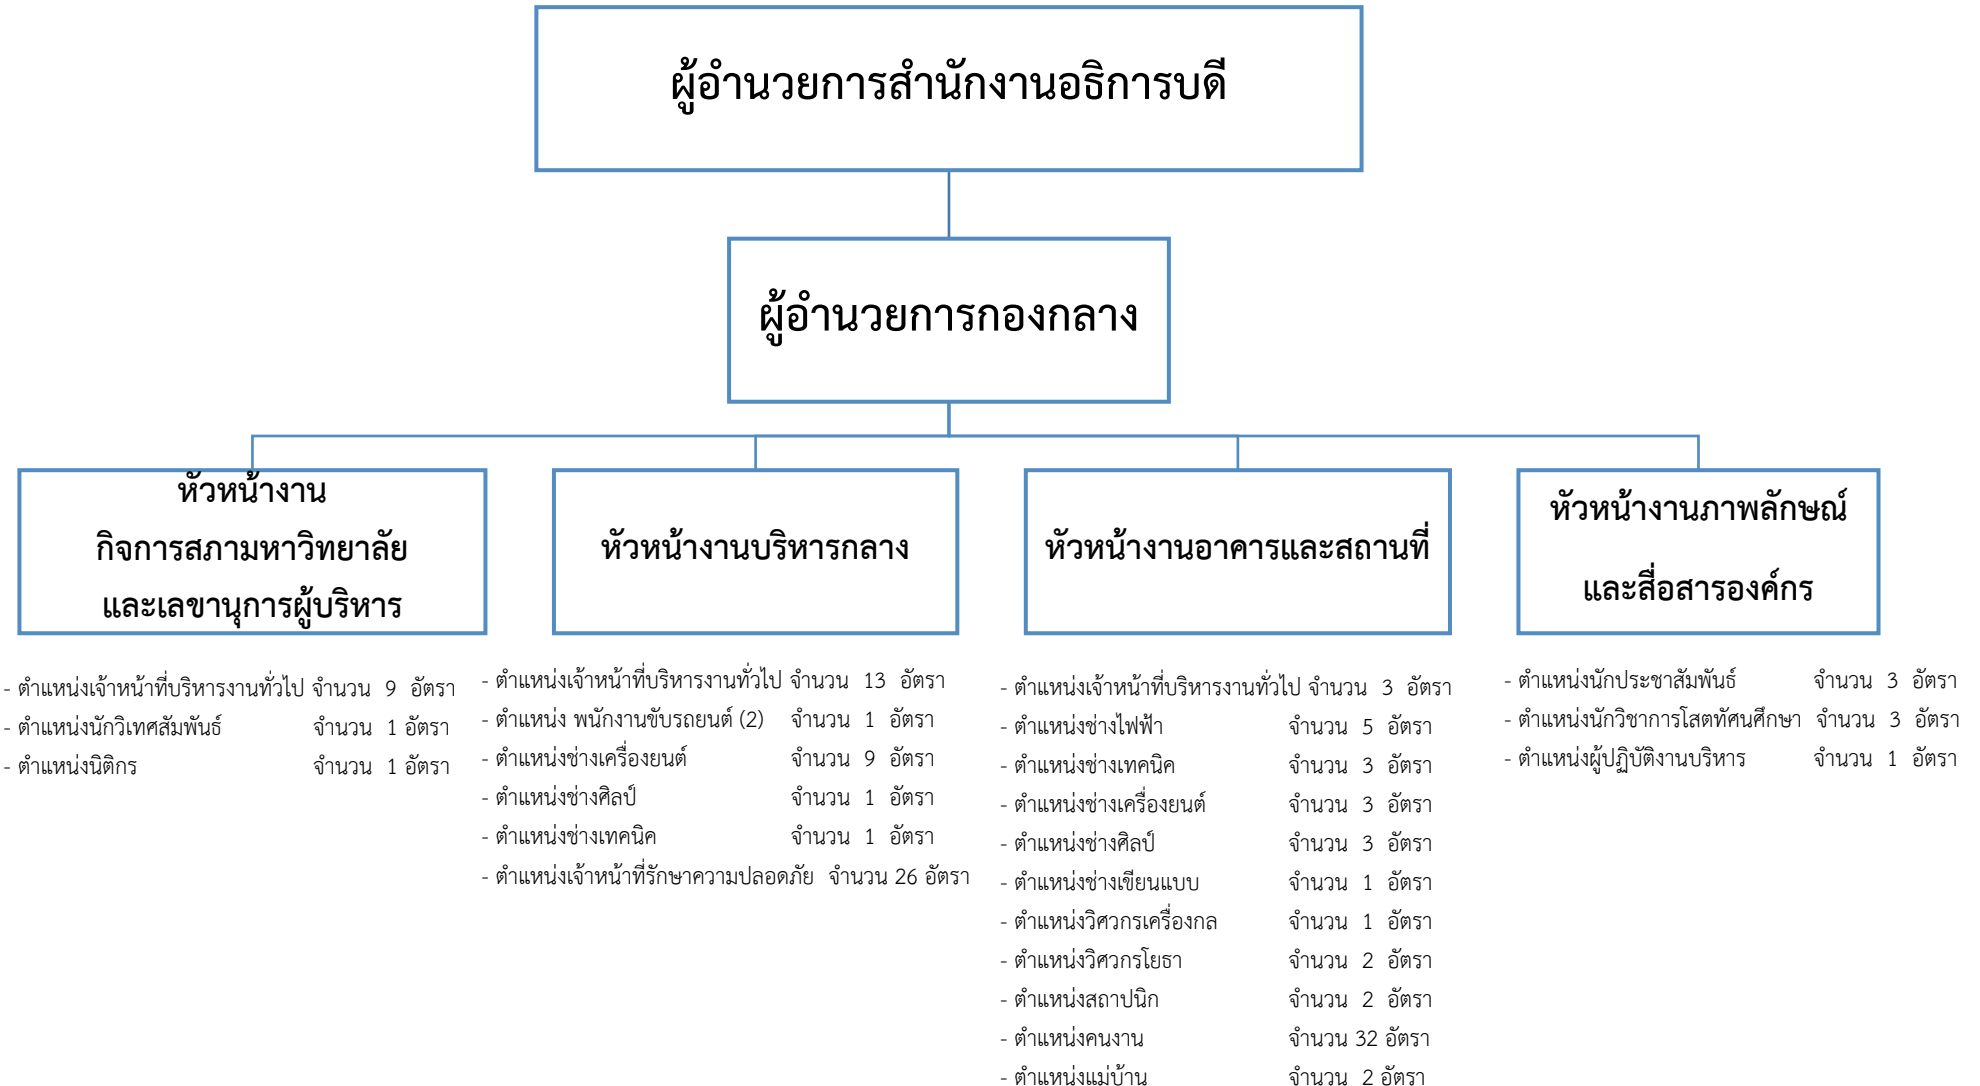 ผู้อำนวยการสำนักงานอธิการบดี
ผู้อำนวยการกองกลาง
หัวหน้างาน
กิจการสภามหาวิทยาลัย
และเลขานุการผู้บริหาร
- ตำแหน่งเจ้าหน้าที่บริหารงานทั่วไป จำนวน 9 อัตรา
- ตำแหน่งนักวิเทศสัมพันธ์ จำนวน 1 อัตรา
- ตำแหน่งนิติกร จำนวน 1 อัตรา
หัวหน้างานบริหารกลาง
- ตำแหน่งเจ้าหน้าที่บริหารงานทั่วไป จำนวน 13 อัตรา
- ตำแหน่ง พนักงานขับรถยนต์ (2) จำนวน 1 อัตรา
- ตำแหน่งช่างเครื่องยนต์ จำนวน 9 อัตรา
- ตำแหน่งช่างศิลป์ จำนวน 1 อัตรา
- ตำแหน่งช่างเทคนิค จำนวน 1 อัตรา
- ตำแหน่งเจ้าหน้าที่รักษาความปลอดภัย จำนวน 26 อัตรา
หัวหน้างานอาคารและสถานที่
- ตำแหน่งเจ้าหน้าที่บริหารงานทั่วไป จำนวน 3 อัตรา
- ตำแหน่งช่างไฟฟ้า จำนวน 5 อัตรา
- ตำแหน่งช่างเทคนิค จำนวน 3 อัตรา
- ตำแหน่งช่างเครื่องยนต์ จำนวน 3 อัตรา
- ตำแหน่งช่างศิลป์ จำนวน 3 อัตรา
- ตำแหน่งช่างเขียนแบบ จำนวน 1 อัตรา
- ตำแหน่งวิศวกรเครื่องกล จำนวน 1 อัตรา
- ตำแหน่งวิศวกรโยธา จำนวน 2 อัตรา
- ตำแหน่งสถาปนิก จำนวน 2 อัตรา
- ตำแหน่งคนงาน จำนวน 32 อัตรา
- ตำแหน่งแม่บ้าน จำนวน 2 อัตรา
หัวหน้างานภาพลักษณ์
และสื่อสารองค์กร
- ตำแหน่งนักประชาสัมพันธ์ จำนวน 3 อัตรา
- ตำแหน่งนักวิชาการโสตทัศนศึกษา จำนวน 3 อัตรา
- ตำแหน่งผู้ปฏิบัติงานบริหาร จำนวน 1 อัตรา